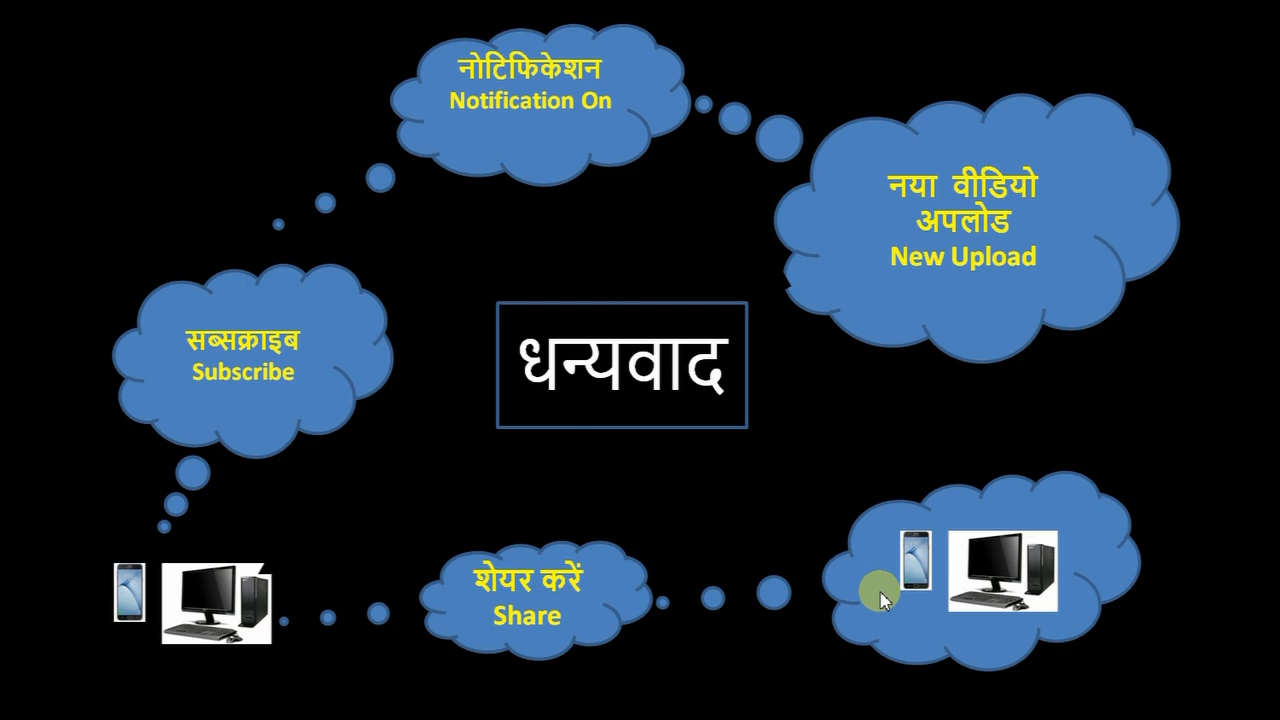 नोटिफिकेशन
Notification On
नया वीडियो
अपलोड
New Upload
सब्सक्राइब
Subscribe
धन्यवाद
शेयर करें
Share